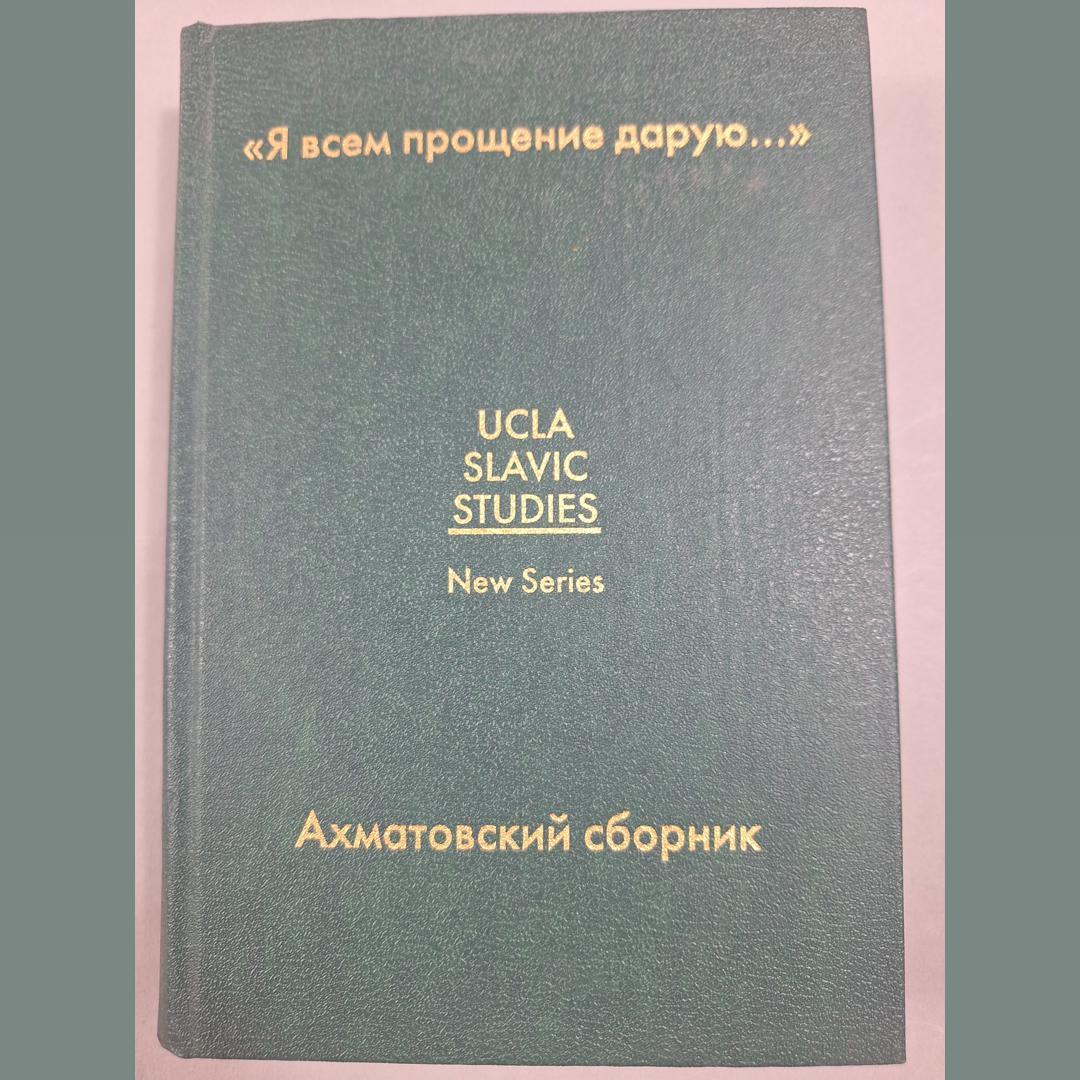 «Я всем прощение дарую...»
UCLA
SLAVIC
STUDIES
New Series
Ахматовский сборник